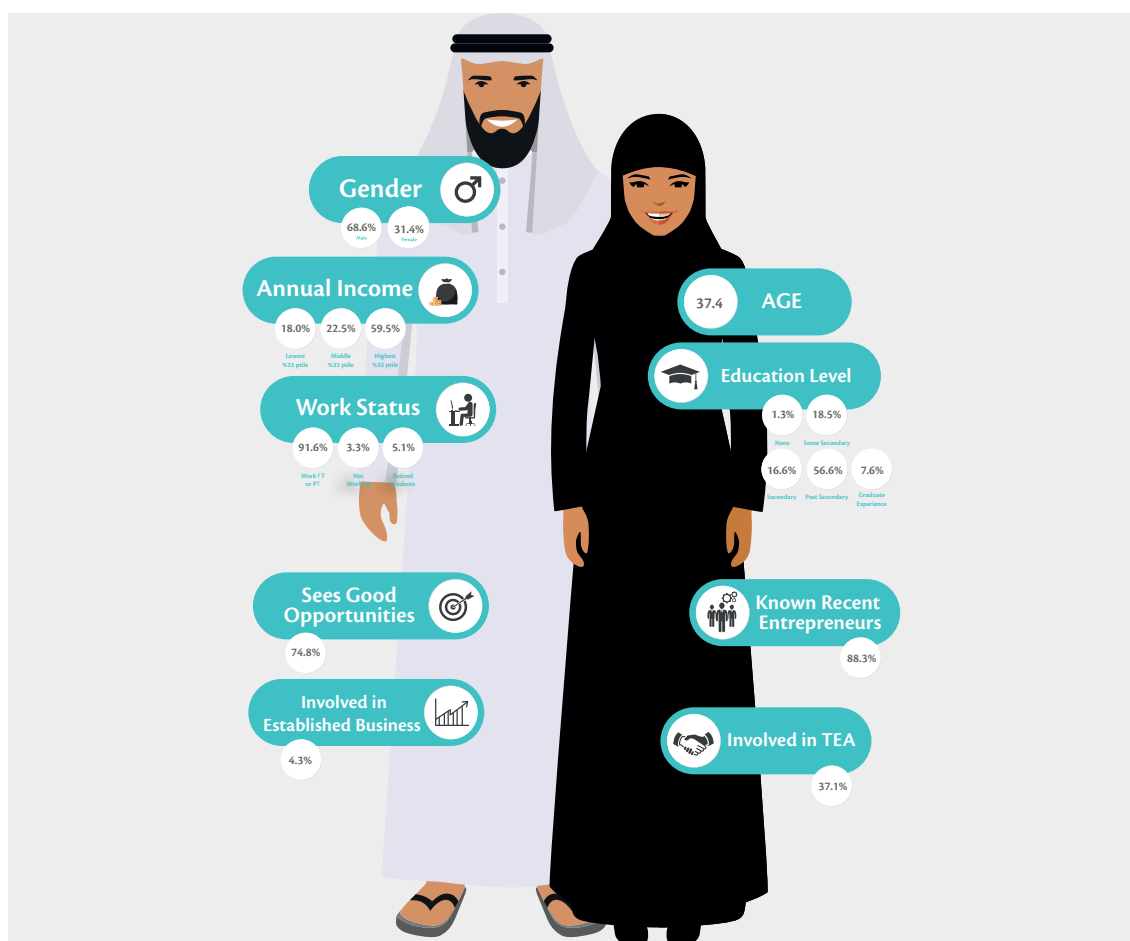 Gender
68.6%
Male
31.4%
Female
Annual Income
18.0%
Lowest
%33 ptile
22.5%
Middle
%33 ptile
59.5%
Highest
%33 ptile
Work Status
91.6%
Work FT
or PT
3.3%
Not
Working
5.1%
Retired
Students
Sees Good
Opportunities
74.8%
Involved in
Established Business
4.3%
37.4
AGE
Education Level
1.3%
None
18.5%
Some Secondary
16.6%
Secondary
56.6%
Post Secondary
7.6%
Graduate
Experience
Known Recent
Entrepreneurs
88.3%
Involved in TEA
37.1%